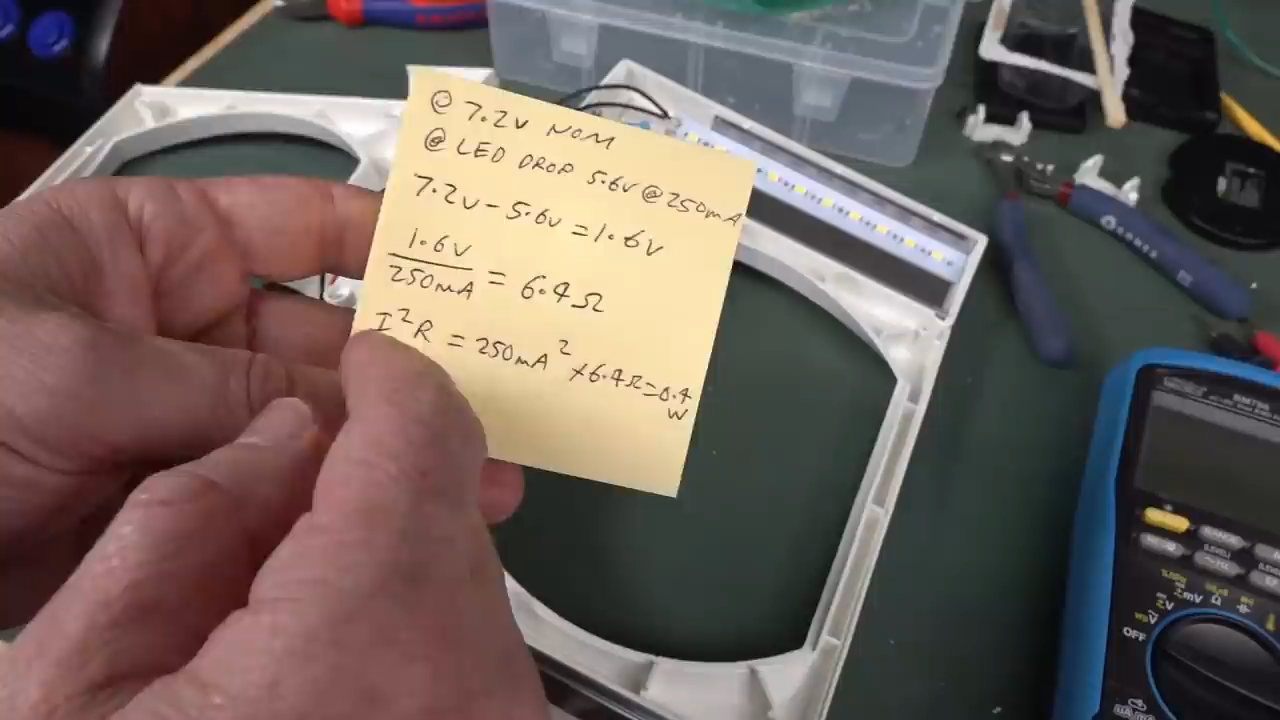 @ 7.2V NOM
@ LED DROP 5.6V @ 250mA
7.2V - 5.6V = 1.6V
1.6V
250mA = 6.4Ω
I²R = 250mA² × 6.4Ω = 0.4
W
OFF